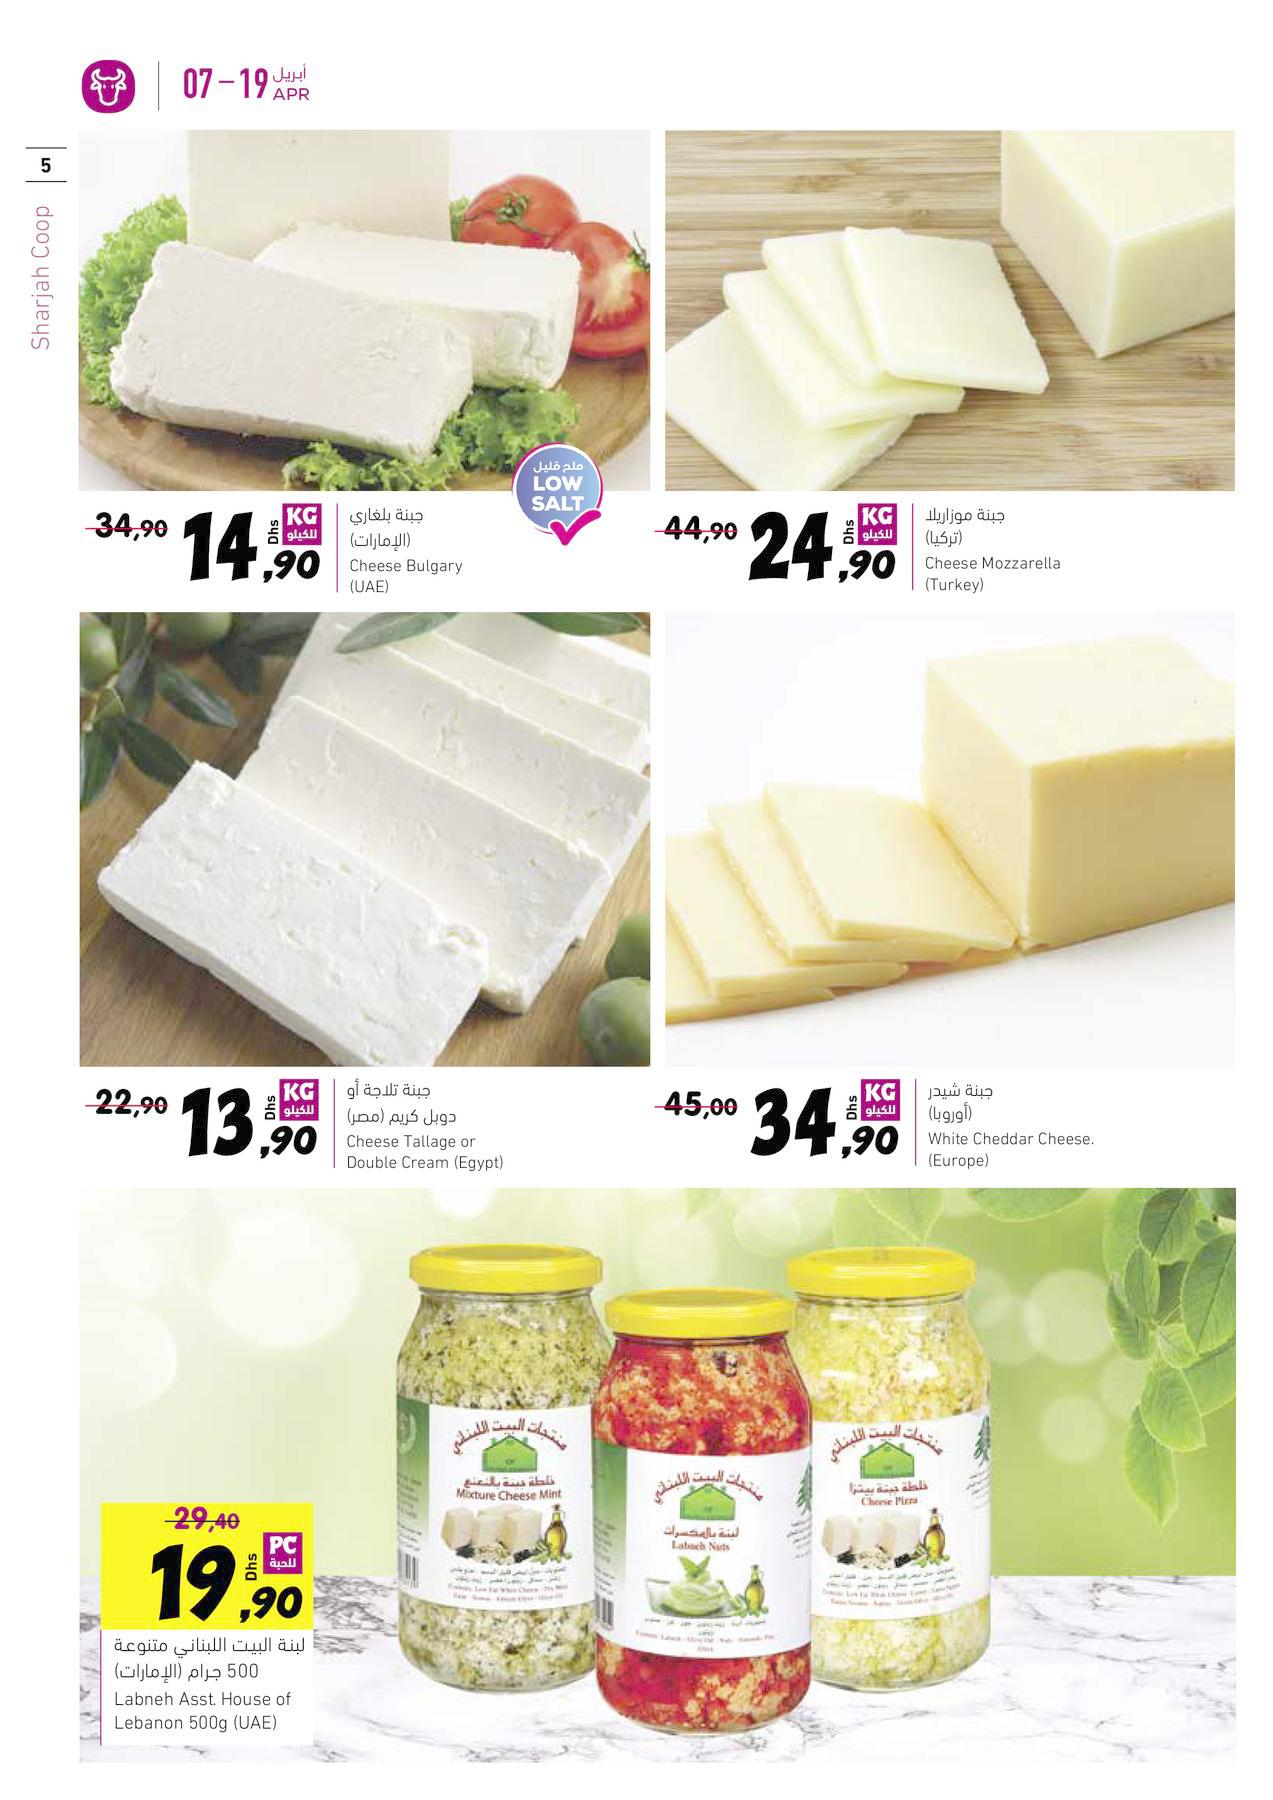 07 – 19 أبريل
APR
5
Sharjah Coop
ملح قليل
LOW
SALT
34,90
14,90 Dhs
KG
للكيلو
جبنة بلغاري
(الإمارات)
Cheese Bulgary
(UAE)
44,90
24,90 Dhs
KG
للكيلو
جبنة موزاريلا
(تركيا)
Cheese Mozzarella
(Turkey)
22,90
13,90 Dhs
KG
للكيلو
جبنة تلاجة أو
دوبل كريم (مصر)
Cheese Tallage or
Double Cream (Egypt)
45,00
34,90 Dhs
KG
للكيلو
جبنة شيدر
(أوروبا)
White Cheddar Cheese.
(Europe)
منتجات البيت اللبناني
خلطة جبنة بالنعنع
Mixture Cheese Mint
منتجات البيت اللبناني
لبنة بالمكسرات
Labneh Nuts
منتجات البيت اللبناني
خلطة جبنة بيتزا
Cheese Pizza
29,40
19,90 Dhs
PC
للحبة
لبنة البيت اللبناني متنوعة
500 جرام (الإمارات)
Labneh Asst. House of
Lebanon 500g (UAE)